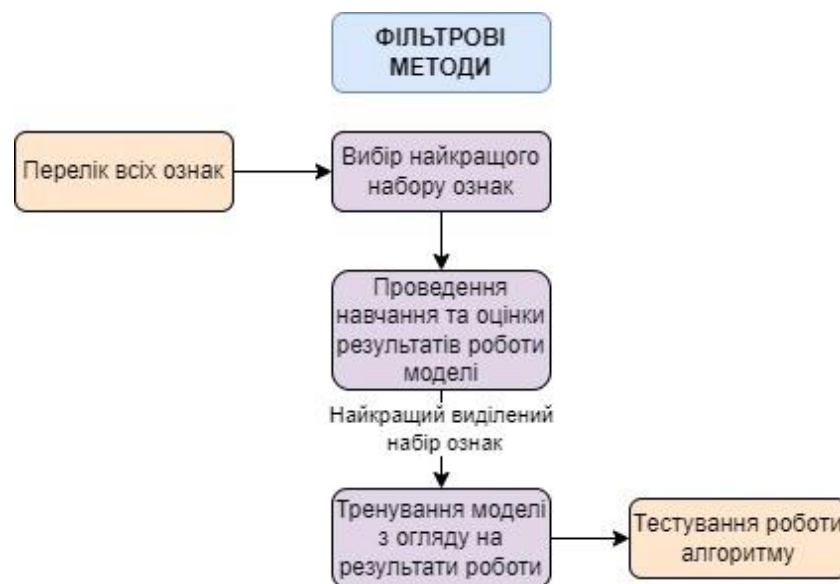 ФІЛЬТРОВІ
МЕТОДИ
Перелік всіх ознак
Вибір найкращого
набору ознак
Проведення
навчання та оцінки
результатів роботи
моделі
Найкращий виділений
набір ознак
Тренування моделі
з огляду на
результати роботи
Тестування роботи
алгоритму